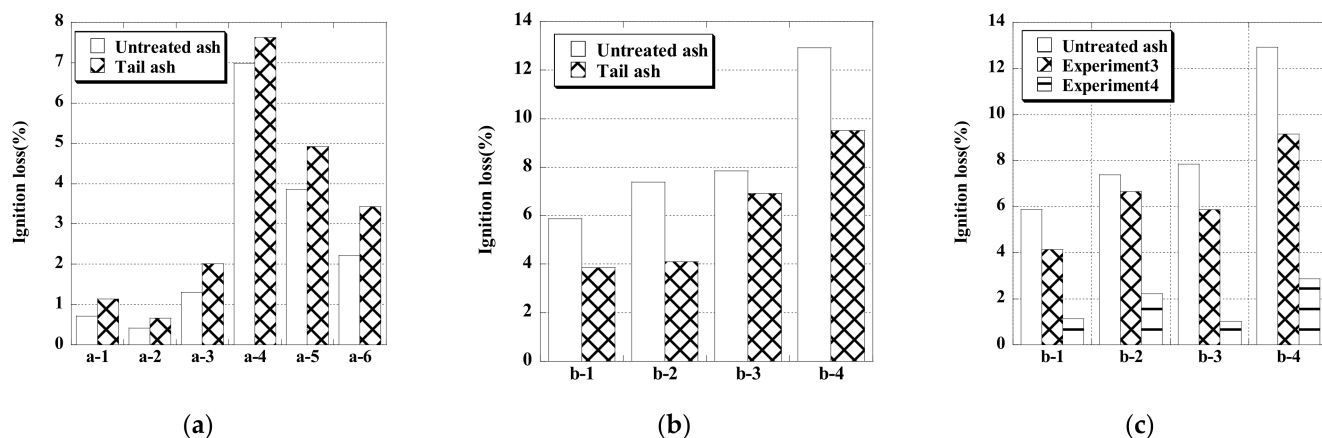 8
7
6
5
4
3
2
1
0
Ignition loss(%)
Untreated ash
Tail ash
a-1 a-2 a-3 a-4 a-5 a-6
(a)
14
12
10
8
6
4
2
0
Ignition loss(%)
Untreated ash
Tail ash
b-1 b-2 b-3 b-4
(b)
14
12
10
8
6
4
2
0
Ignition loss(%)
Untreated ash
Experiment3
Experiment4
b-1 b-2 b-3 b-4
(c)